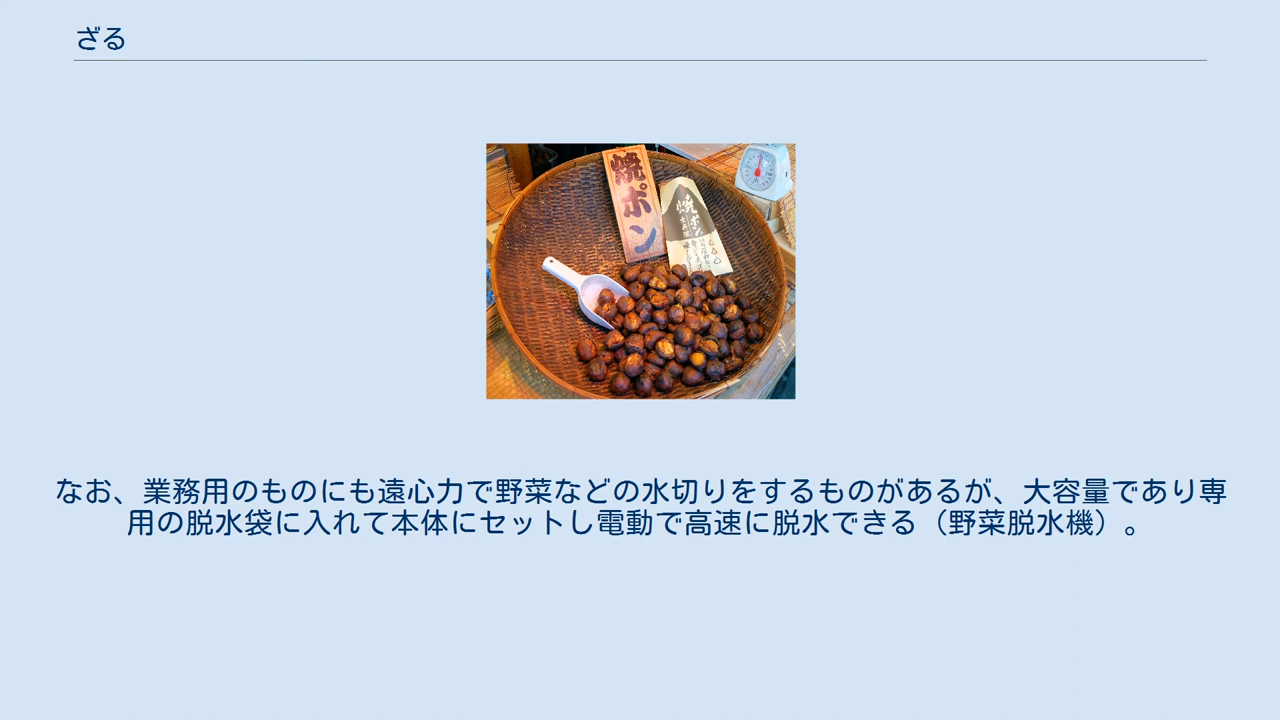 ざる
焼ポン
焼ポン
なお、業務用のものにも遠心力で野菜などの水切りをするものがあるが、大容量であり専
用の脱水袋に入れて本体にセットし電動で高速に脱水できる（野菜脱水機）。